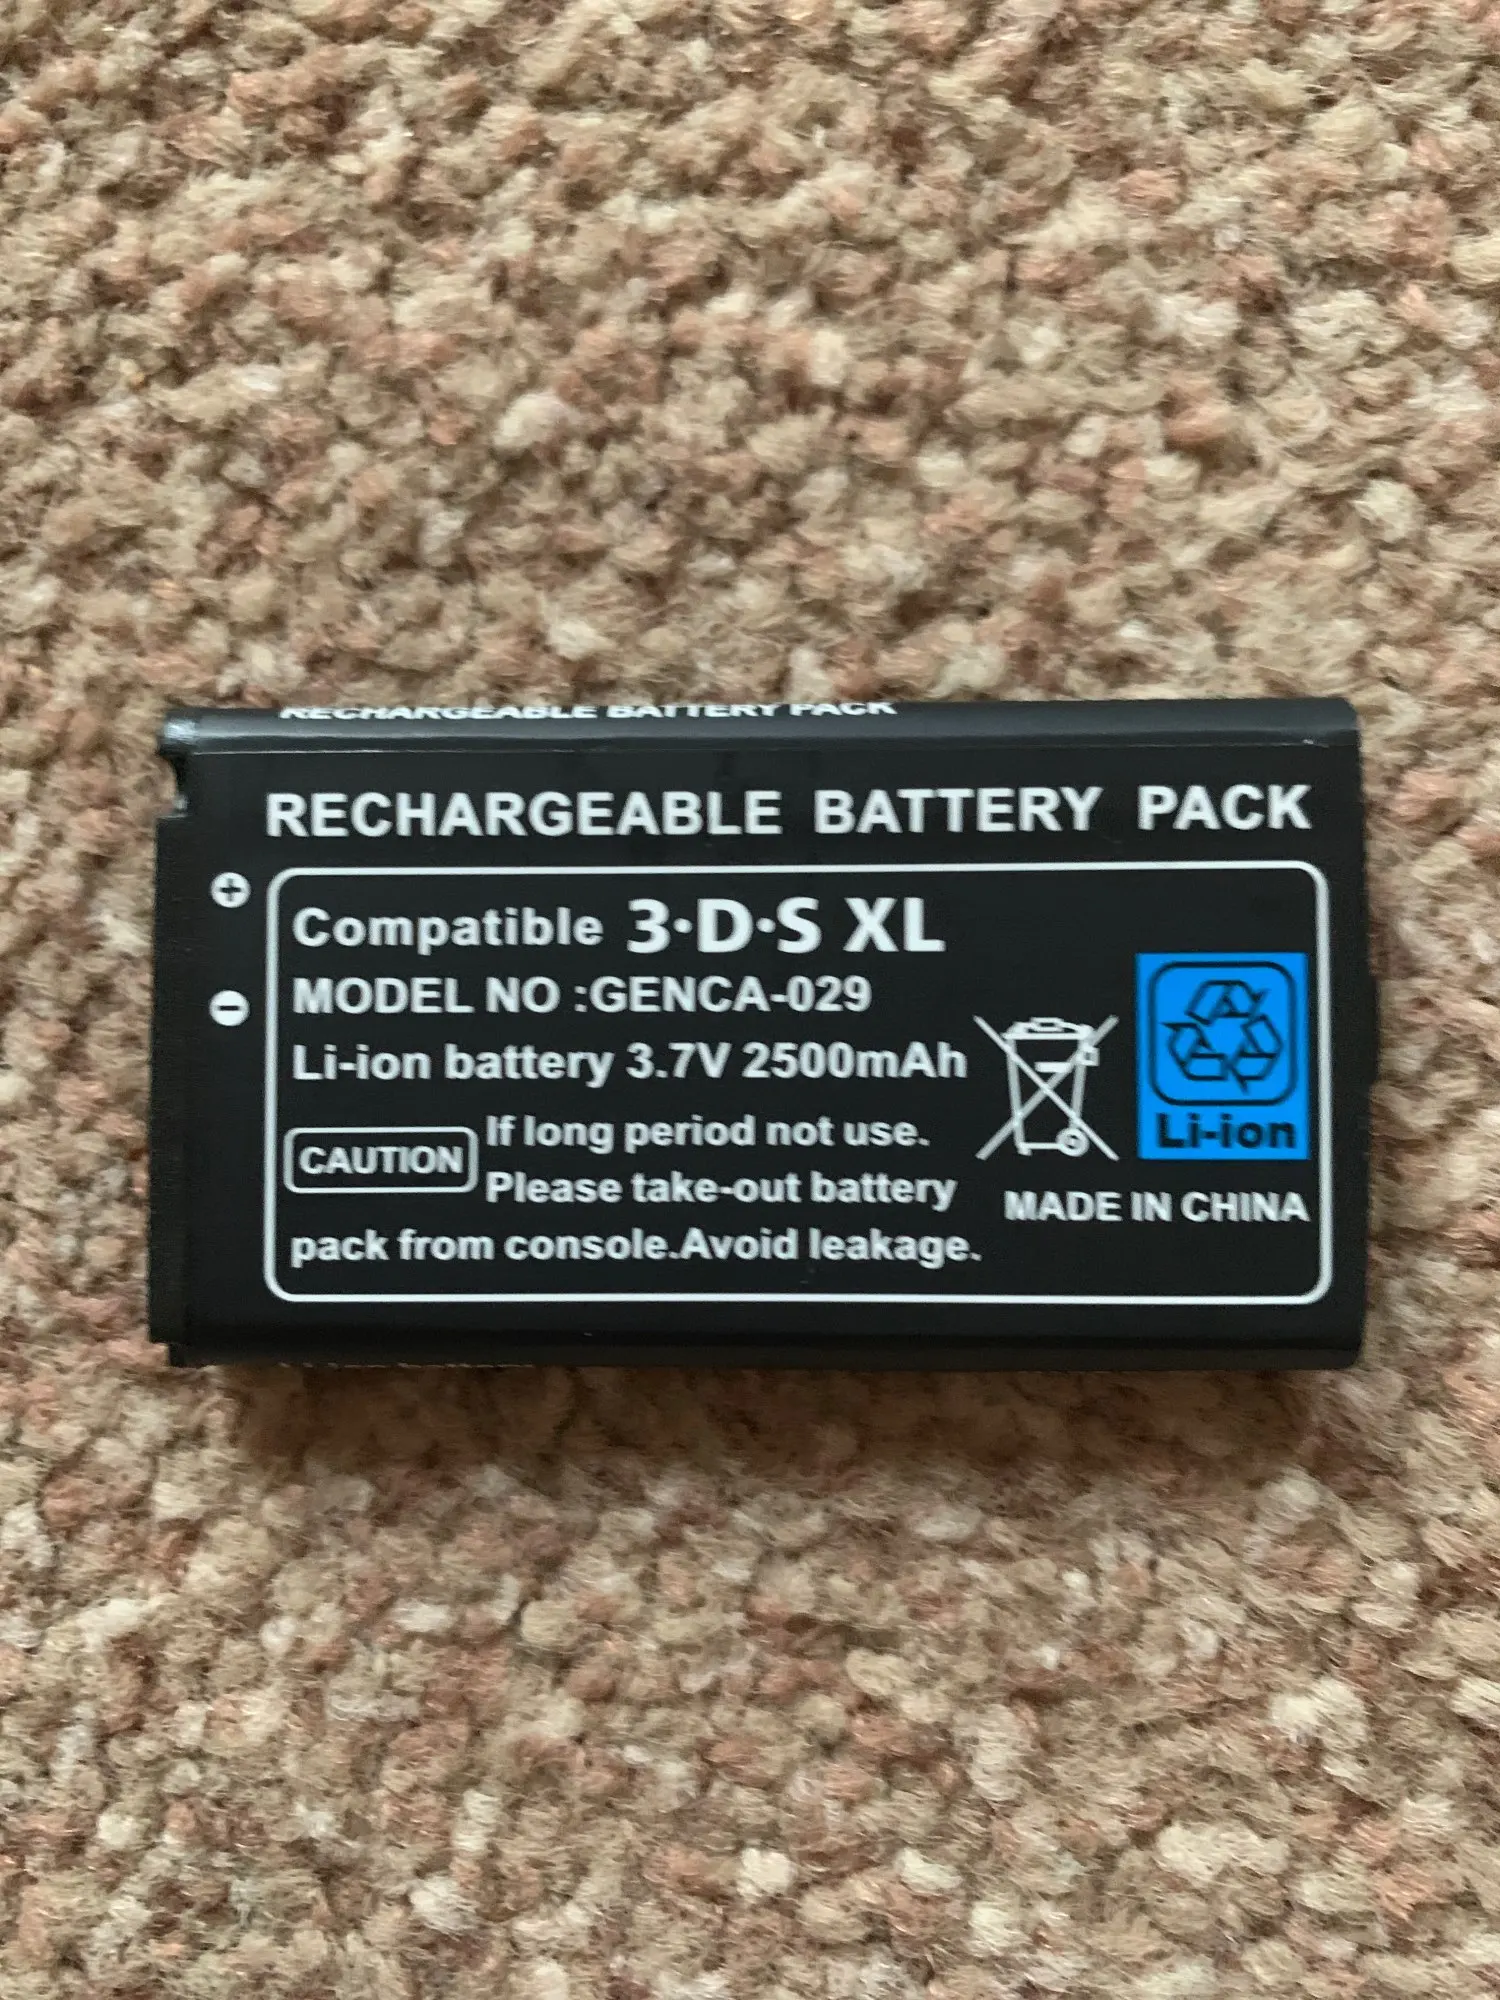 RECHARGEABLE BATTERY PACK
RECHARGEABLE BATTERY PACK
Compatible 3·D·S XL
MODEL NO :GENCA-029
Li-ion battery 3.7V 2500mAh
CAUTION If long period not use.
Please take-out battery
pack from console.Avoid leakage.
Li-ion
MADE IN CHINA